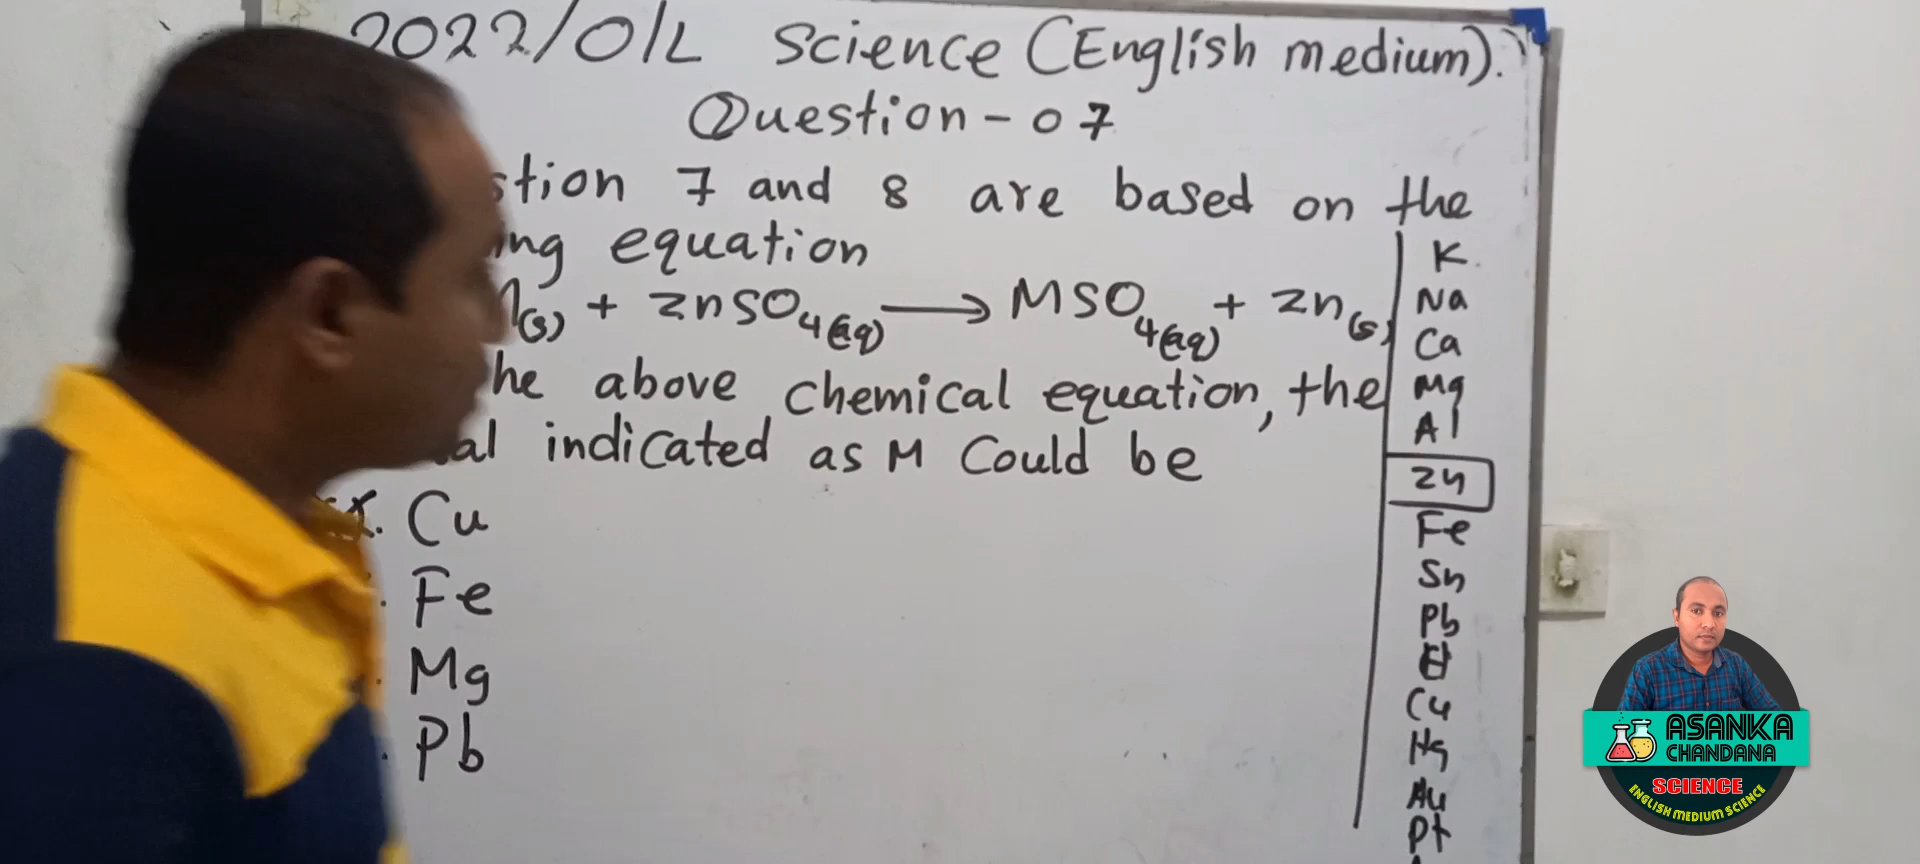 2022/O/L Science (English medium).
Question - 07
stion 7 and 8 are based on the
ing equation
(s) + ZnSO4(aq) → MSO4(aq) + Zn(s)
he above chemical equation, the
al indicated as M Could be
Cu
Fe
Mg
Pb
K
Na
Ca
Mg
Al
Zn
Fe
Sn
Pb
H
Cu
Hg
Au
Pt
ASANKA
CHANDANA
SCIENCE
ENGLISH MEDIUM SCIENCE